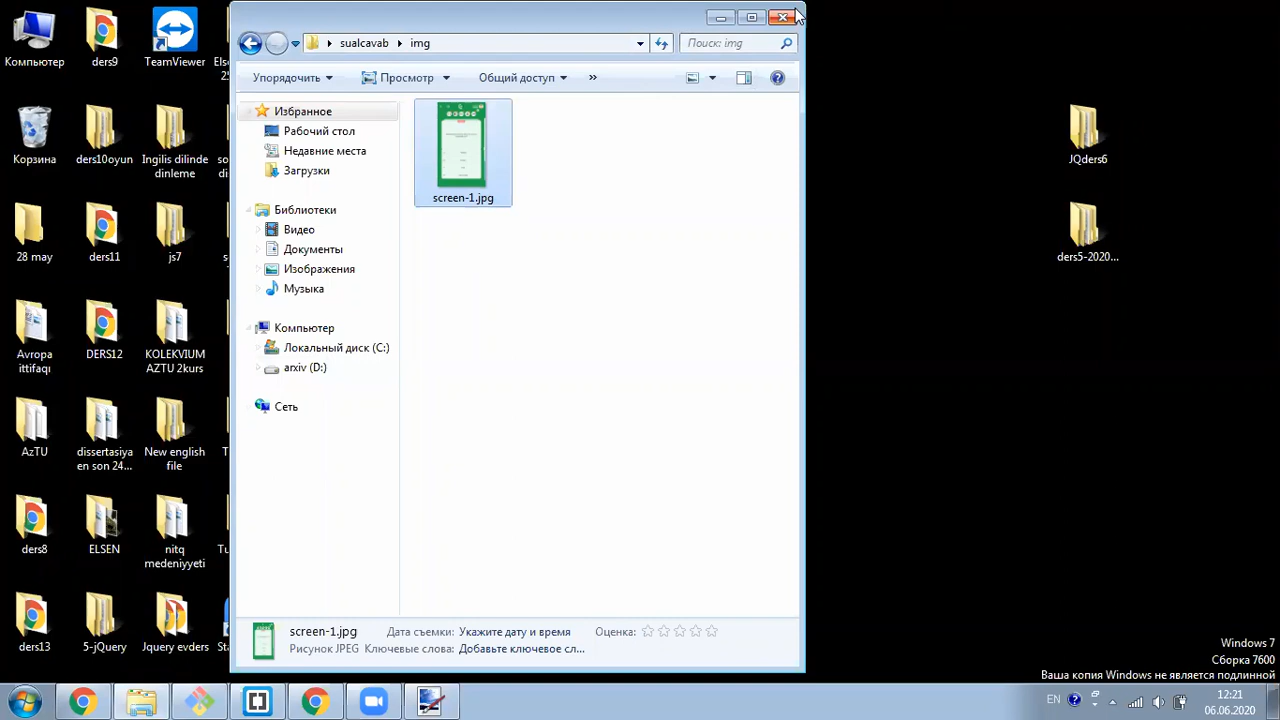 Компьютер
ders9
TeamViewer
Корзина
ders10oyun
Ingilis dilinde
dinleme
28 may
ders11
js7
Avropa
ittifaqı
DERS12
KOLEKVIUM
AZTU 2kurs
AzTU
dissertasiya
en son 24...
New english
file
ders8
ELSEN
nitq
medeniyyeti
ders13
5-jQuery
Jquery evders
sualcavab
img
Поиск: img
Упорядочить
Просмотр
Общий доступ
»
Избранное
Рабочий стол
Недавние места
Загрузки
Библиотеки
Видео
Документы
Изображения
Музыка
Компьютер
Локальный диск (C:)
arxiv (D:)
Сеть
screen-1.jpg
screen-1.jpg
Дата съемки: Укажите дату и время
Оценка:
Рисунок JPEG
Ключевые слова: Добавьте ключевое сл...
JQders6
ders5-2020...
Windows 7
Сборка 7600
Ваша копия Windows не является подлинной
EN
12:21
06.06.2020